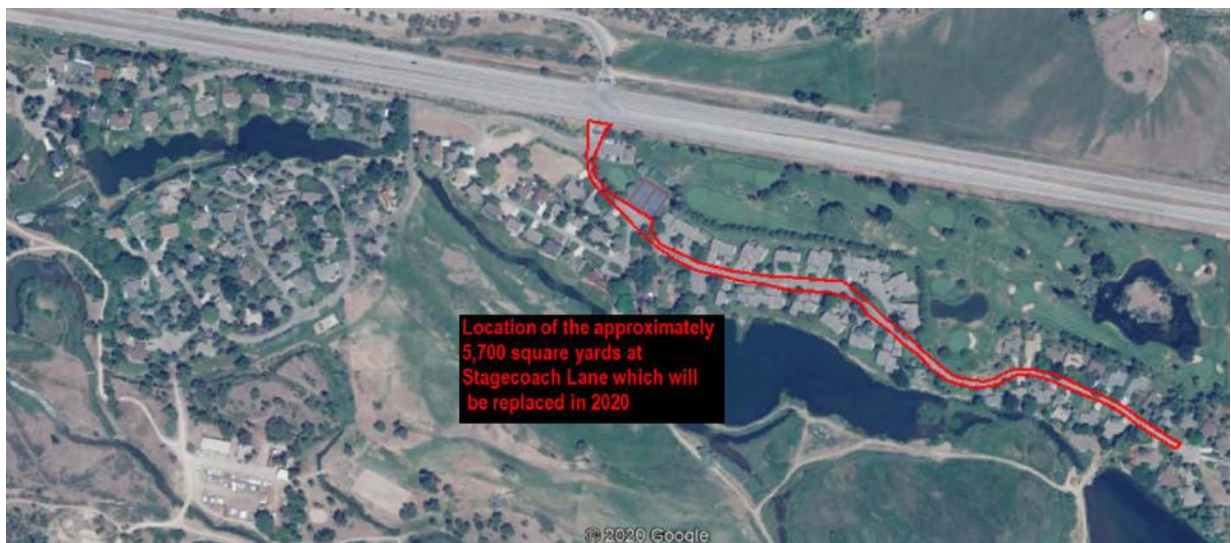 Location of the approximately
5,700 square yards at
Stagecoach Lane which will
be replaced in 2020
© 2020 Google